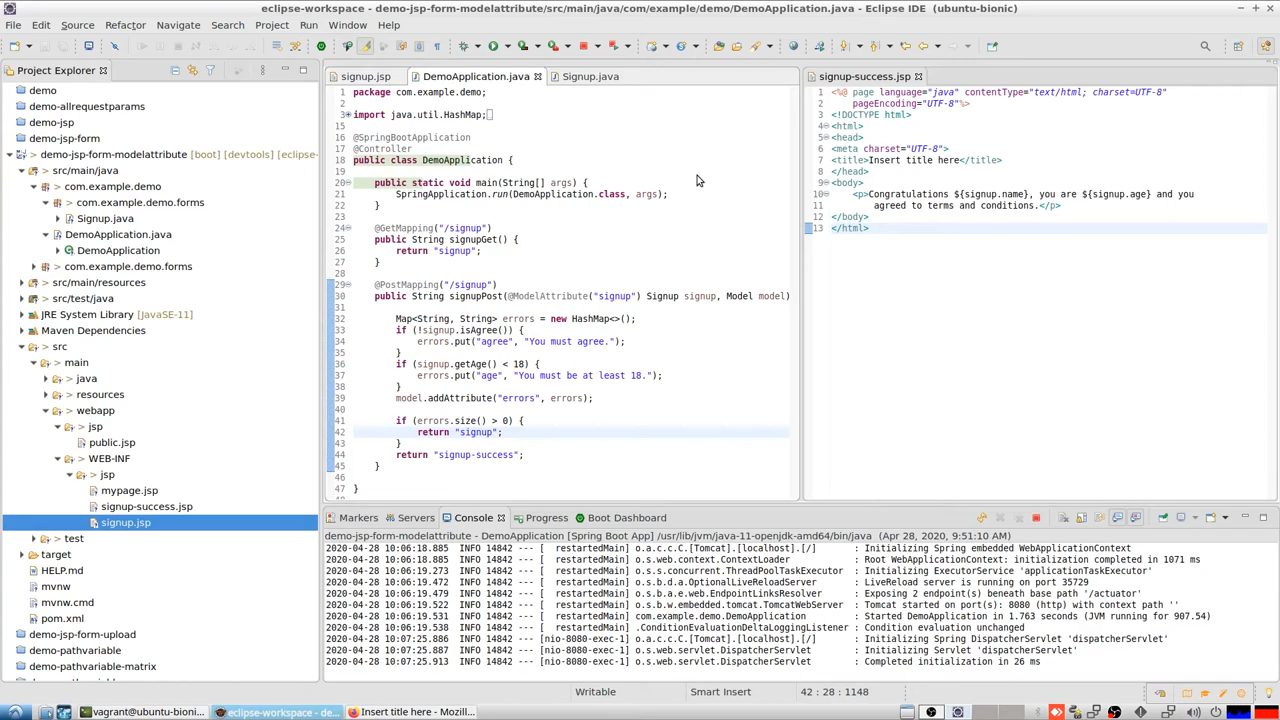 eclipse-workspace - demo-jsp-form-modelattribute/src/main/java/com/example/demo/DemoApplication.java - Eclipse IDE (ubuntu-bionic)
File Edit Source Refactor Navigate Search Project Run Window Help
Project Explorer
demo
demo-allrequestparams
demo-jsp
demo-jsp-form
demo-jsp-form-modelattribute [boot] [devtools] [eclipse-
src/main/java
> com.example.demo
> com.example.demo.forms
> Signup.java
> DemoApplication.java
DemoApplication
> com.example.demo.forms
src/main/resources
src/test/java
JRE System Library [JavaSE-11]
Maven Dependencies
> src
> main
> java
> resources
> webapp
> jsp
public.jsp
> WEB-INF
> jsp
mypage.jsp
signup-success.jsp
signup.jsp
> test
target
HELP.md
mvnw
mvnw.cmd
pom.xml
demo-jsp-form-upload
demo-pathvariable
demo-pathvariable-matrix
signup.jsp DemoApplication.java Signup.java
1 package com.example.demo;
2
3 import java.util.HashMap;
15
16 @SpringBootApplication
17 @Controller
18 public class DemoApplication {
19
20 public static void main(String[] args) {
21 SpringApplication.run(DemoApplication.class, args);
22 }
23
24 @GetMapping("/signup")
25 public String signupGet() {
26 return "signup";
27 }
28
29 @PostMapping("/signup")
30 public String signupPost(@ModelAttribute("signup") Signup signup, Model model)
31
32 Map<String, String> errors = new HashMap<>();
33 if (!signup.isAgree()) {
34 errors.put("agree", "You must agree.");
35 }
36 if (signup.getAge() < 18) {
37 errors.put("age", "You must be at least 18.");
38 }
39 model.addAttribute("errors", errors);
40
41 if (errors.size() > 0) {
42 return "signup";
43 }
44 return "signup-success";
45 }
46
47 }
signup-success.jsp
1 <%@ page language="java" contentType="text/html; charset=UTF-8"
2 pageEncoding="UTF-8"%>
3 <!DOCTYPE html>
4 <html>
5 <head>
6 <meta charset="UTF-8">
7 <title>Insert title here</title>
8 </head>
9 <body>
10 <p>Congratulations ${signup.name}, you are ${signup.age} and you
11 agreed to terms and conditions.</p>
12 </body>
13 </html>
Markers Servers Console Progress Boot Dashboard
demo-jsp-form-modelattribute - DemoApplication [Spring Boot App] /usr/lib/jvm/java-11-openjdk-amd64/bin/java (Apr 28, 2020, 9:51:10 AM)
2020-04-28 10:06:18.885 INFO 14842 --- [ restartedMain] o.a.c.c.C.[Tomcat].[localhost].[/] : Initializing Spring embedded WebApplicationContext
2020-04-28 10:06:18.885 INFO 14842 --- [ restartedMain] o.s.web.context.ContextLoader : Root WebApplicationContext: initialization completed in 1071 ms
2020-04-28 10:06:19.273 INFO 14842 --- [ restartedMain] o.s.s.concurrent.ThreadPoolTaskExecutor : Initializing ExecutorService 'applicationTaskExecutor'
2020-04-28 10:06:19.472 INFO 14842 --- [ restartedMain] o.s.b.d.a.OptionalLiveReloadServer : LiveReload server is running on port 35729
2020-04-28 10:06:19.479 INFO 14842 --- [ restartedMain] o.s.b.a.e.web.EndpointLinksResolver : Exposing 2 endpoint(s) beneath base path '/actuator'
2020-04-28 10:06:19.522 INFO 14842 --- [ restartedMain] o.s.b.w.embedded.tomcat.TomcatWebServer : Tomcat started on port(s): 8080 (http) with context path ''
2020-04-28 10:06:19.531 INFO 14842 --- [ restartedMain] com.example.demo.DemoApplication : Started DemoApplication in 1.763 seconds (JVM running for 907.54)
2020-04-28 10:06:19.538 INFO 14842 --- [ restartedMain] .ConditionEvaluationDeltaLoggingListener : Condition evaluation unchanged
2020-04-28 10:07:25.886 INFO 14842 --- [nio-8080-exec-1] o.a.c.c.C.[Tomcat].[localhost].[/] : Initializing Spring DispatcherServlet 'dispatcherServlet'
2020-04-28 10:07:25.887 INFO 14842 --- [nio-8080-exec-1] o.s.web.servlet.DispatcherServlet : Initializing Servlet 'dispatcherServlet'
2020-04-28 10:07:25.913 INFO 14842 --- [nio-8080-exec-1] o.s.web.servlet.DispatcherServlet : Completed initialization in 26 ms
Writable Smart Insert 42 : 28 : 1148
vagrant@ubuntu-bioni... eclipse-workspace - de... Insert title here - Mozill...